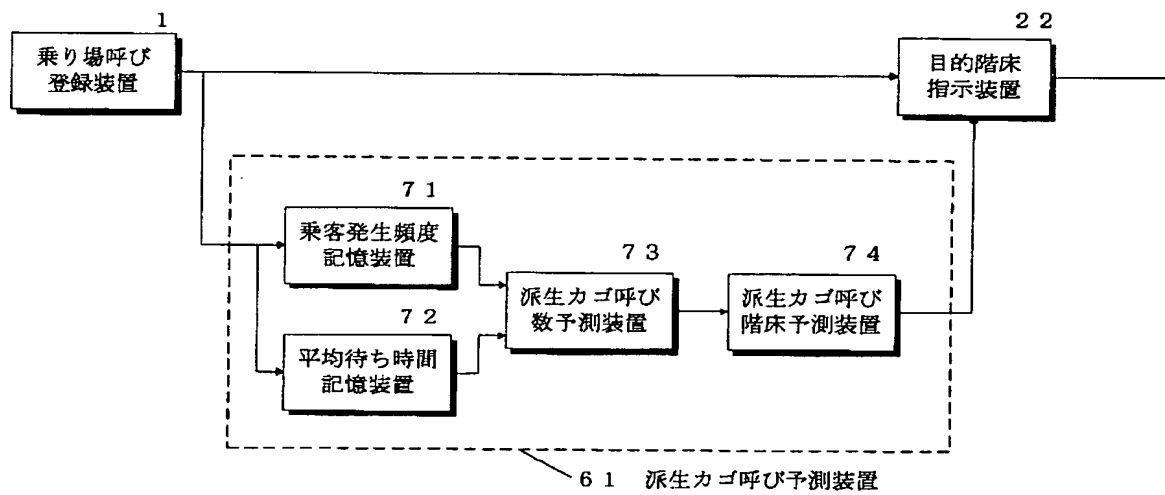 1
乗り場呼び
登録装置
22
目的階床
指示装置
71
乗客発生頻度
記憶装置
72
平均待ち時間
記憶装置
73
派生カゴ呼び
数予測装置
74
派生カゴ呼び
階床予測装置
61 派生カゴ呼び予測装置